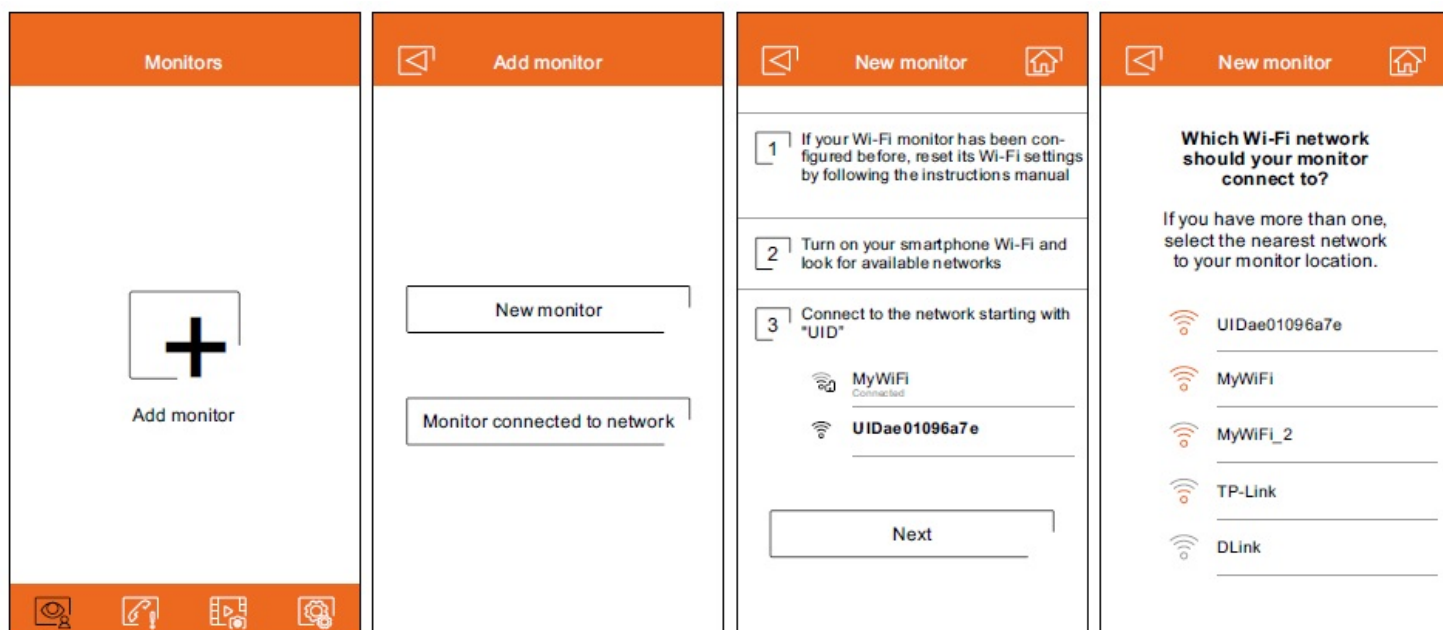 Monitors
Add monitor
Add monitor
New monitor
Monitor connected to network
New monitor
1
If your Wi-Fi monitor has been con-
figured before, reset its Wi-Fi settings
by following the instructions manual
2
Turn on your smartphone Wi-Fi and
look for available networks
3
Connect to the network starting with
"UID"
MyWiFi
Connected
UIDae01096a7e
Next
New monitor
Which Wi-Fi network
should your monitor
connect to?
If you have more than one,
select the nearest network
to your monitor location.
UIDae01096a7e
MyWiFi
MyWiFi_2
TP-Link
DLink